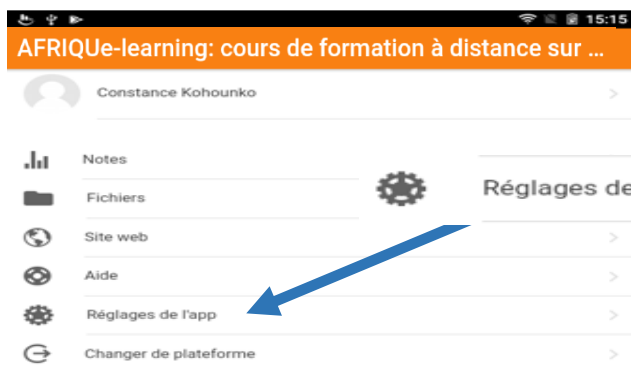 15:15
AFRIQUe-learning: cours de formation à distance sur ...
Constance Kohounko
Notes
Fichiers
Réglages de
Site web
Aide
Réglages de l'app
Changer de plateforme